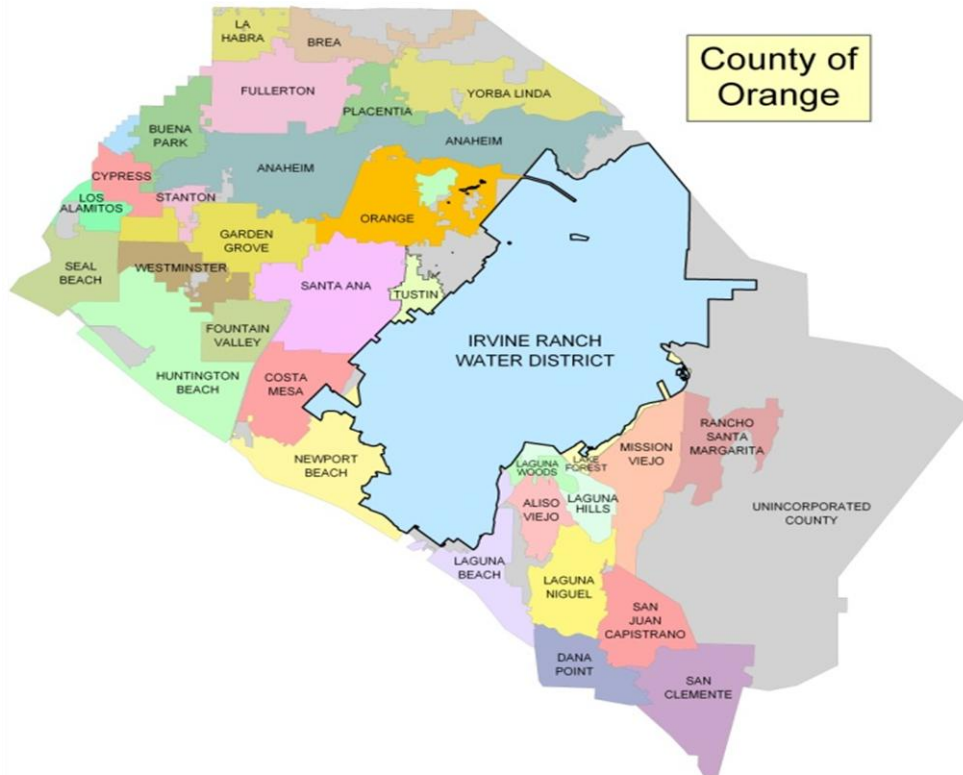 County of
Orange
LA
HABRA
BREA
FULLERTON
YORBA LINDA
PLACENTIA
BUENA
PARK
ANAHEIM
ANAHEIM
CYPRESS
LOS
ALAMITOS
STANTON
ORANGE
GARDEN
GROVE
SEAL
BEACH
WESTMINSTER
SANTA ANA
TUSTIN
FOUNTAIN
VALLEY
IRVINE RANCH
WATER DISTRICT
HUNTINGTON
BEACH
COSTA
MESA
NEWPORT
BEACH
LAGUNA
WOODS
LAKE
FOREST
MISSION
VIEJO
RANCHO
SANTA
MARGARITA
ALISO
VIEJO
LAGUNA
HILLS
UNINCORPORATED
COUNTY
LAGUNA
BEACH
LAGUNA
NIGUEL
SAN
JUAN
CAPISTRANO
DANA
POINT
SAN
CLEMENTE